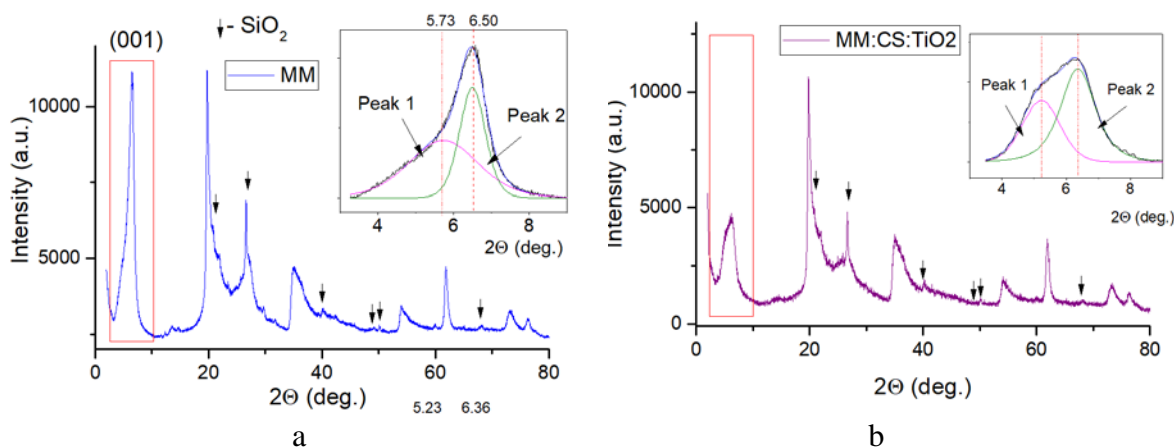 - SiO₂
5.73 6.50
(001)
MM
Peak 1
Peak 2
4 6 8
2Θ (deg.)
10000
5000
Intensity (a.u.)
0 20 40 60 80
2Θ (deg.)
a
MM:CS:TiO2
Peak 1
Peak 2
4 6 8
2Θ (deg.)
10000
5000
0
Intensity (a.u.)
0 20 40 60 80
2Θ (deg.)
5.23 6.36
b